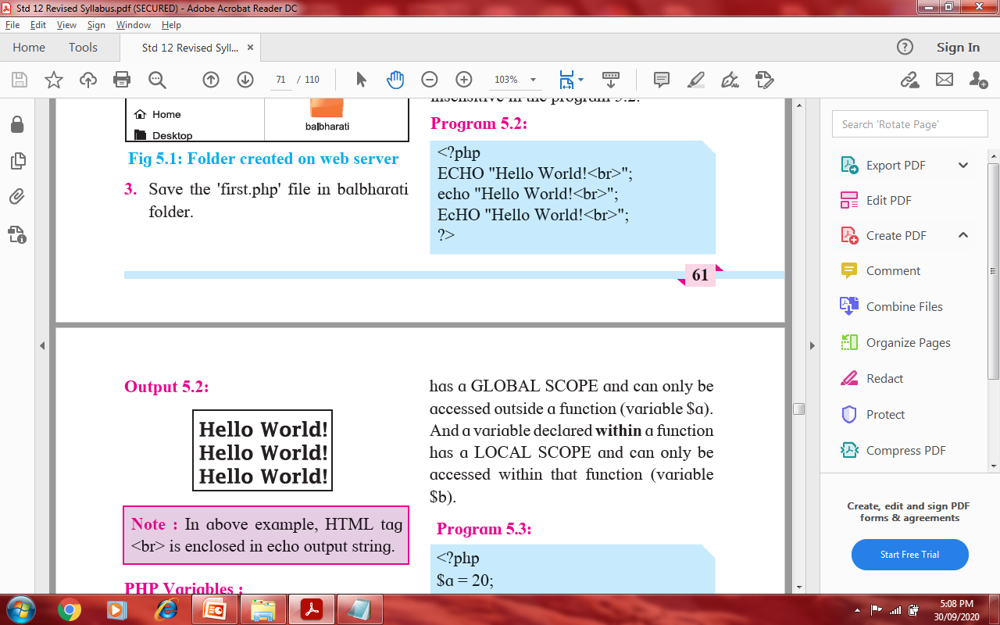 Std 12 Revised Syllabus.pdf (SECURED) - Adobe Acrobat Reader DC
File Edit View Sign Window Help
Home Tools Std 12 Revised Syll... × ? Sign In
71 / 110 103%
Home
Desktop
balbharati
Fig 5.1: Folder created on web server
3. Save the 'first.php' file in balbharati
folder.
insensitive in the program 5.2.
Program 5.2:
<?php
ECHO "Hello World!<br>";
echo "Hello World!<br>";
EcHO "Hello World!<br>";
?>
61
Output 5.2:
Hello World!
Hello World!
Hello World!
Note : In above example, HTML tag
<br> is enclosed in echo output string.
PHP Variables :
has a GLOBAL SCOPE and can only be
accessed outside a function (variable $a).
And a variable declared within a function
has a LOCAL SCOPE and can only be
accessed within that function (variable
$b).
Program 5.3:
<?php
$a = 20;
Search 'Rotate Page'
Export PDF
Edit PDF
Create PDF
Comment
Combine Files
Organize Pages
Redact
Protect
Compress PDF
Create, edit and sign PDF
forms & agreements
Start Free Trial
5:08 PM
30/09/2020